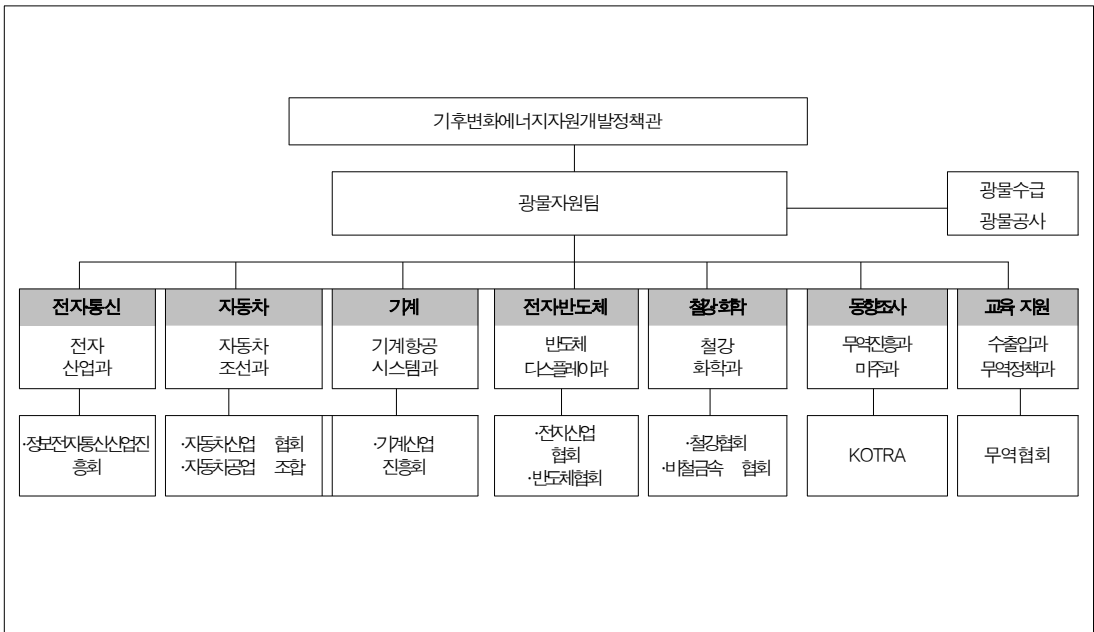 기후변화에너지자원개발정책관
광물자원팀
광물수급
광물공사
전자통신
전자
산업과
·정보전자통신산업진
흥회
자동차
자동차
조선과
·자동차산업 협회
·자동차공업 조합
기계
기계항공
시스템과
·기계산업
진흥회
전자반도체
반도체
디스플레이과
·전자산업
협회
·반도체협회
철강화학
철강
화학과
·철강협회
·비철금속 협회
동향조사
무역진흥과
미주과
KOTRA
교육 지원
수출입과
무역정책과
무역협회